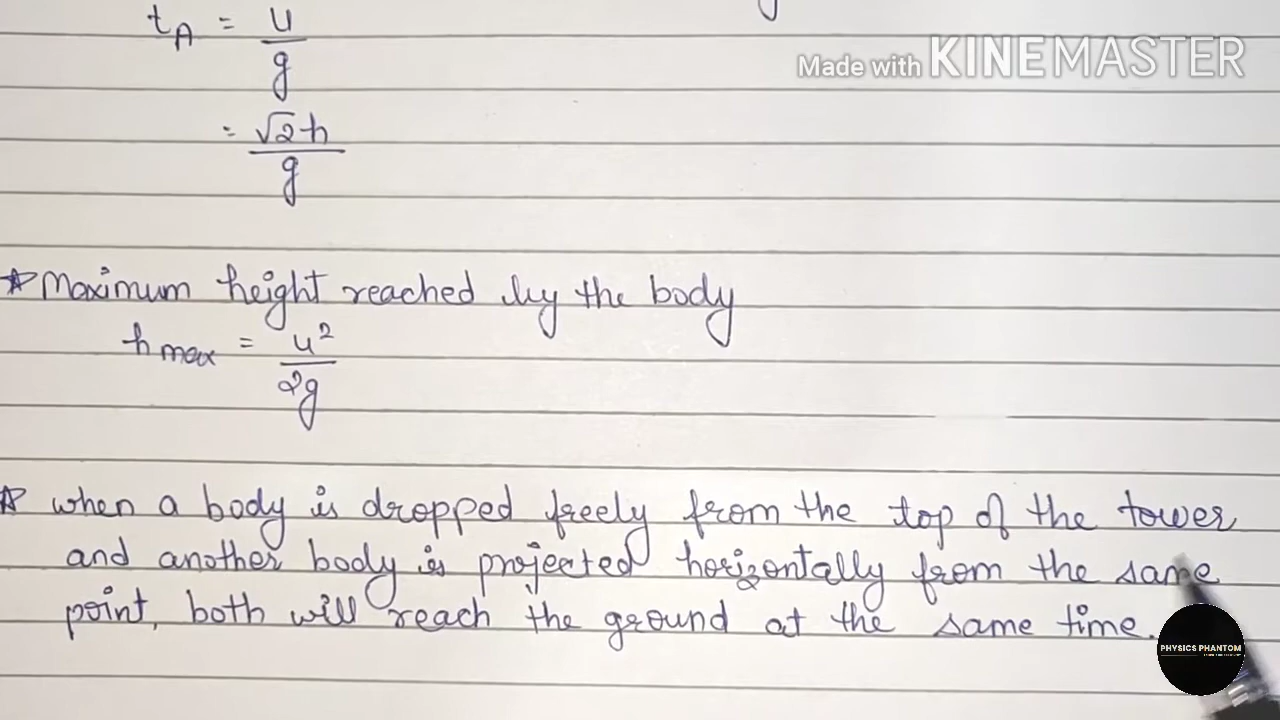 Made with KINEMASTER
tA = u
g
= √2h
g
☆ Maximum height reached by the body
h max = u²
2g
☆ when a body is dropped freely from the top of the tower
and another body is projected horizontally from the same
point, both will reach the ground at the same time.
PHYSICS PHANTOM